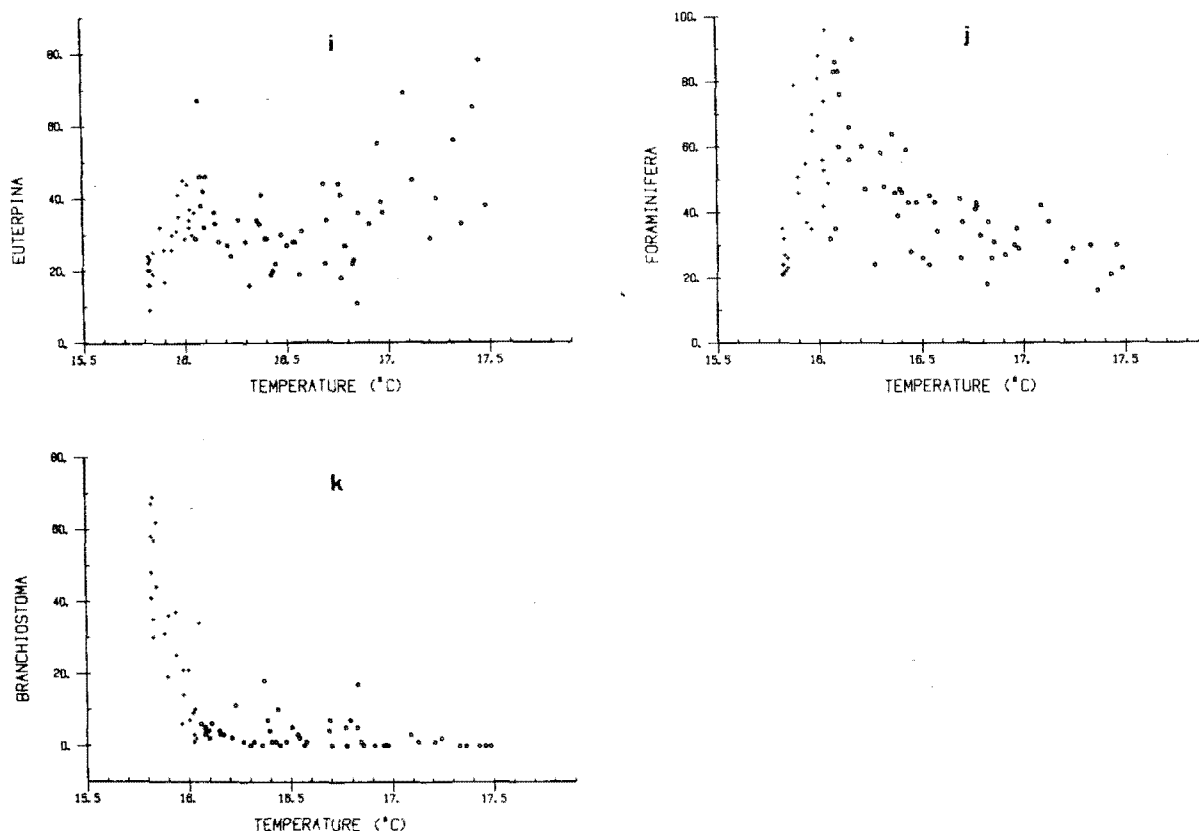 i
80.
60.
40.
20.
0.
EUTERPINA
15.5 16. 16.5 17. 17.5
TEMPERATURE (°C)
j
100.
80.
60.
40.
20.
0.
FORAMINIFERA
15.5 16. 16.5 17. 17.5
TEMPERATURE (°C)
k
80.
60.
40.
20.
0.
BRANCHIOSTOMA
15.5 16. 16.5 17. 17.5
TEMPERATURE (°C)